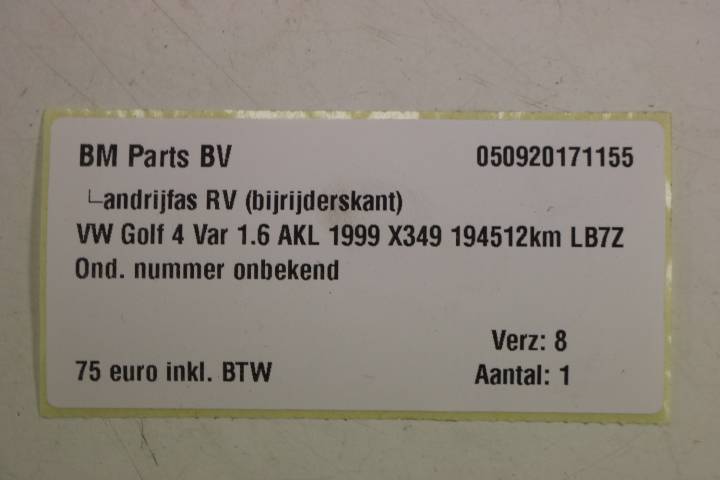 BM Parts BV 050920171155
andrijfas RV (bijrijderskant)
VW Golf 4 Var 1.6 AKL 1999 X349 194512km LB7Z
Ond. nummer onbekend
Verz: 8
75 euro inkl. BTW Aantal: 1